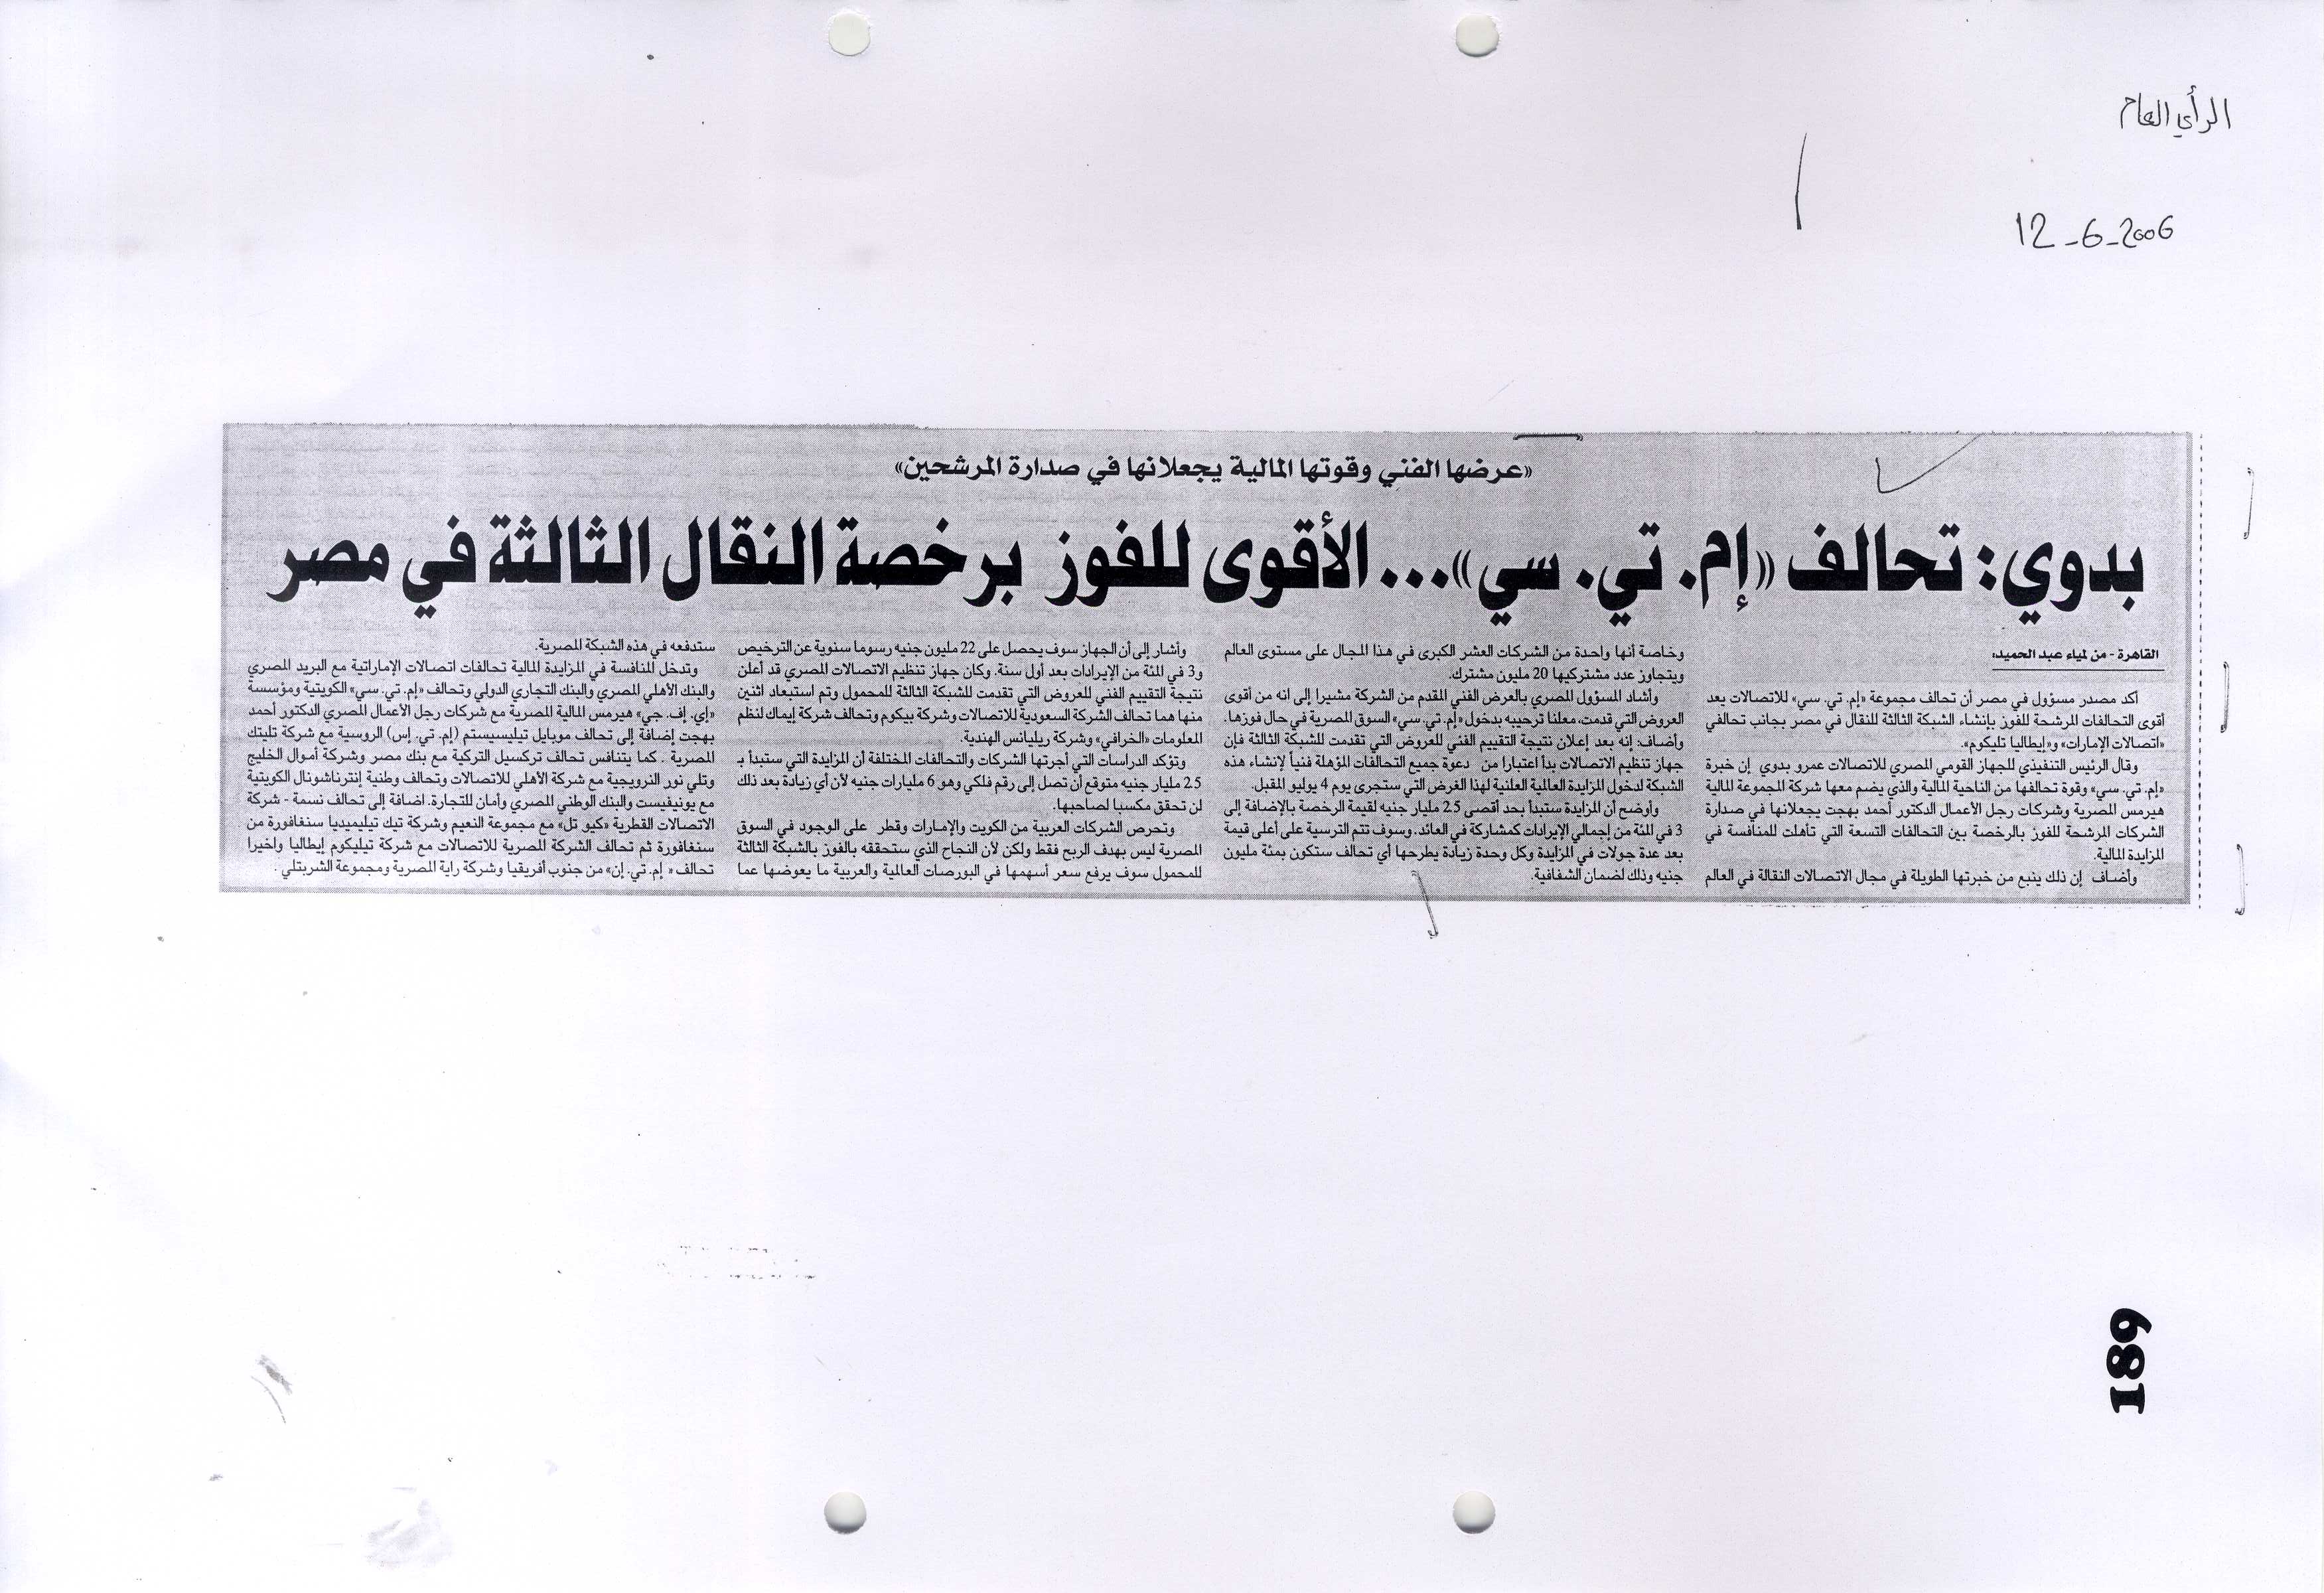 الرأي العام
12-6-2006
«عرضها الفني وقوتها المالية يجعلانها في صدارة المرشحين»
بدوي: تحالف «إم. تي. سي»... الأقوى للفوز برخصة النقال الثالثة في مصر
القاهرة - من لمياء عبد الحميد:
أكد مصدر مسؤول في مصر أن تحالف مجموعة «إم. تي. سي» للاتصالات يعد
أقوى التحالفات المرشحة للفوز بإنشاء الشبكة الثالثة للنقال في مصر بجانب تحالفي
«اتصالات الإمارات» و«إيطاليا تليكوم».
وقال الرئيس التنفيذي للجهاز القومي المصري للاتصالات عمرو بدوي إن خبرة
«إم. تي. سي» وقوة تحالفها من الناحية المالية والذي يضم معها شركة المجموعة المالية
هيرمس المصرية وشركات رجل الأعمال الدكتور أحمد بهجت يجعلانها في صدارة
الشركات المرشحة للفوز بالرخصة بين التحالفات التسعة التي تأهلت للمنافسة في
المزايدة المالية.
وأضاف إن ذلك ينبع من خبرتها الطويلة في مجال الاتصالات النقالة في العالم
وخاصة أنها واحدة من الشركات العشر الكبرى في هذا المجال على مستوى العالم
ويتجاوز عدد مشتركيها 20 مليون مشترك.
وأشاد المسؤول المصري بالعرض الفني المقدم من الشركة مشيرا إلى انه من أقوى
العروض التي قدمت، معلنا ترحيبه بدخول «إم. تي. سي» السوق المصرية في حال فوزها.
وأضاف: إنه بعد إعلان نتيجة التقييم الفني للعروض التي تقدمت للشبكة الثالثة فإن
جهاز تنظيم الاتصالات بدأ اعتبارا من دعوة جميع التحالفات المؤهلة فنياً لإنشاء هذه
الشبكة لدخول المزايدة العالمية العلنية لهذا الغرض التي ستجرى يوم 4 يوليو المقبل.
وأوضح أن المزايدة ستبدأ بحد أقصى 2.5 مليار جنيه لقيمة الرخصة بالإضافة إلى
3 في المئة من إجمالي الإيرادات كمشاركة في العائد. وسوف تتم الترسية على أعلى قيمة
بعد عدة جولات في المزايدة وكل وحدة زيادة يطرحها أي تحالف ستكون بمئة مليون
جنيه وذلك لضمان الشفافية.
وأشار إلى أن الجهاز سوف يحصل على 22 مليون جنيه رسوما سنوية عن الترخيص
و3 في المئة من الإيرادات بعد أول سنة. وكان جهاز تنظيم الاتصالات المصري قد أعلن
نتيجة التقييم الفني للعروض التي تقدمت للشبكة الثالثة للمحمول وتم استبعاد اثنين
منها هما تحالف الشركة السعودية للاتصالات وشركة بيكوم وتحالف شركة إيماك لنظم
المعلومات «الخرافي» وشركة ريليانس الهندية.
وتؤكد الدراسات التي أجرتها الشركات والتحالفات المختلفة أن المزايدة التي ستبدأ بـ
2.5 مليار جنيه متوقع أن تصل إلى رقم فلكي وهو 6 مليارات جنيه لأن أي زيادة بعد ذلك
لن تحقق مكسبا لصاحبها.
وتحرص الشركات العربية من الكويت والإمارات وقطر على الوجود في السوق
المصرية ليس بهدف الربح فقط ولكن لأن النجاح الذي ستحققه بالفوز بالشبكة الثالثة
للمحمول سوف يرفع سعر أسهمها في البورصات العالمية والعربية ما يعوضها عما
ستدفعه في هذه الشبكة المصرية.
وتدخل المنافسة في المزايدة المالية تحالفات اتصالات الإماراتية مع البريد المصري
والبنك الأهلي المصري والبنك التجاري الدولي وتحالف «إم. تي. سي» الكويتية ومؤسسة
«إي. إف. جي» هيرمس المالية المصرية مع شركات رجل الأعمال المصري الدكتور أحمد
بهجت إضافة إلى تحالف موبايل تيليسيستم (إم. تي. إس) الروسية مع شركة تليتك
المصرية . كما يتنافس تحالف تركسيل التركية مع بنك مصر وشركة أموال الخليج
وتلي نور النرويجية مع شركة الأهلي للاتصالات وتحالف وطنية إنترناشونال الكويتية
مع يونيفيست والبنك الوطني المصري وأمان للتجارة. اضافة إلى تحالف نسمة - شركة
الاتصالات القطرية «كيو تل» مع مجموعة النعيم وشركة تيك تيليميديا سنغافورة من
سنغافورة ثم تحالف الشركة المصرية للاتصالات مع شركة تيليكوم إيطاليا واخيرا
تحالف « إم. تي. إن» من جنوب أفريقيا وشركة راية المصرية ومجموعة الشربتلي .
189